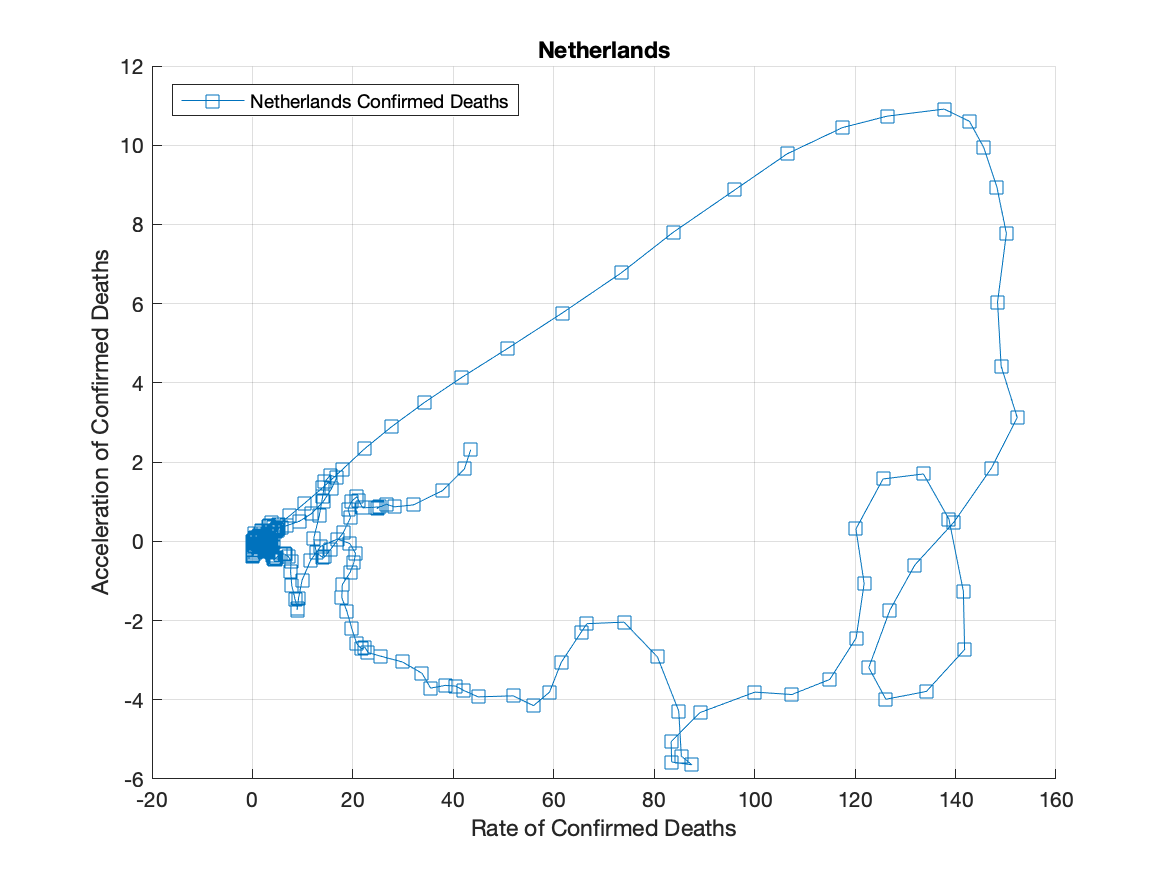 Netherlands
12
Netherlands Confirmed Deaths
10
8
6
4
2
0
-2
-4
-6
Acceleration of Confirmed Deaths
-20 0 20 40 60 80 100 120 140 160
Rate of Confirmed Deaths